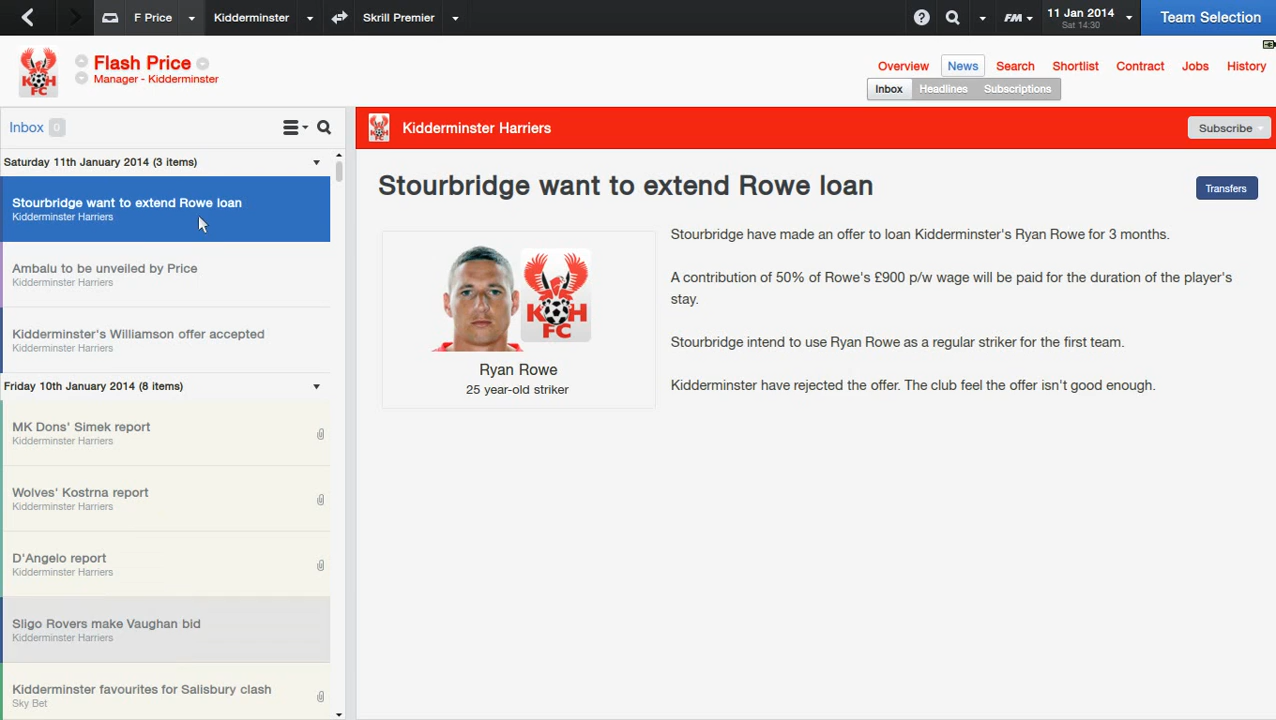 F Price
Kidderminster
Skrill Premier
?
FM
11 Jan 2014
Sat 14:30
Team Selection
KH
FC
Flash Price
Manager - Kidderminster
Overview
News
Search
Shortlist
Contract
Jobs
History
Inbox
Headlines
Subscriptions
Inbox 0
Saturday 11th January 2014 (3 items)
Stourbridge want to extend Rowe loan
Kidderminster Harriers
Ambalu to be unveiled by Price
Kidderminster Harriers
Kidderminster's Williamson offer accepted
Kidderminster Harriers
Friday 10th January 2014 (8 items)
MK Dons' Simek report
Kidderminster Harriers
Wolves' Kostrna report
Kidderminster Harriers
D'Angelo report
Kidderminster Harriers
Sligo Rovers make Vaughan bid
Kidderminster Harriers
Kidderminster favourites for Salisbury clash
Sky Bet
Kidderminster Harriers
Subscribe
Stourbridge want to extend Rowe loan
Transfers
KH
FC
Ryan Rowe
25 year-old striker
Stourbridge have made an offer to loan Kidderminster's Ryan Rowe for 3 months.
A contribution of 50% of Rowe's £900 p/w wage will be paid for the duration of the player's
stay.
Stourbridge intend to use Ryan Rowe as a regular striker for the first team.
Kidderminster have rejected the offer. The club feel the offer isn't good enough.